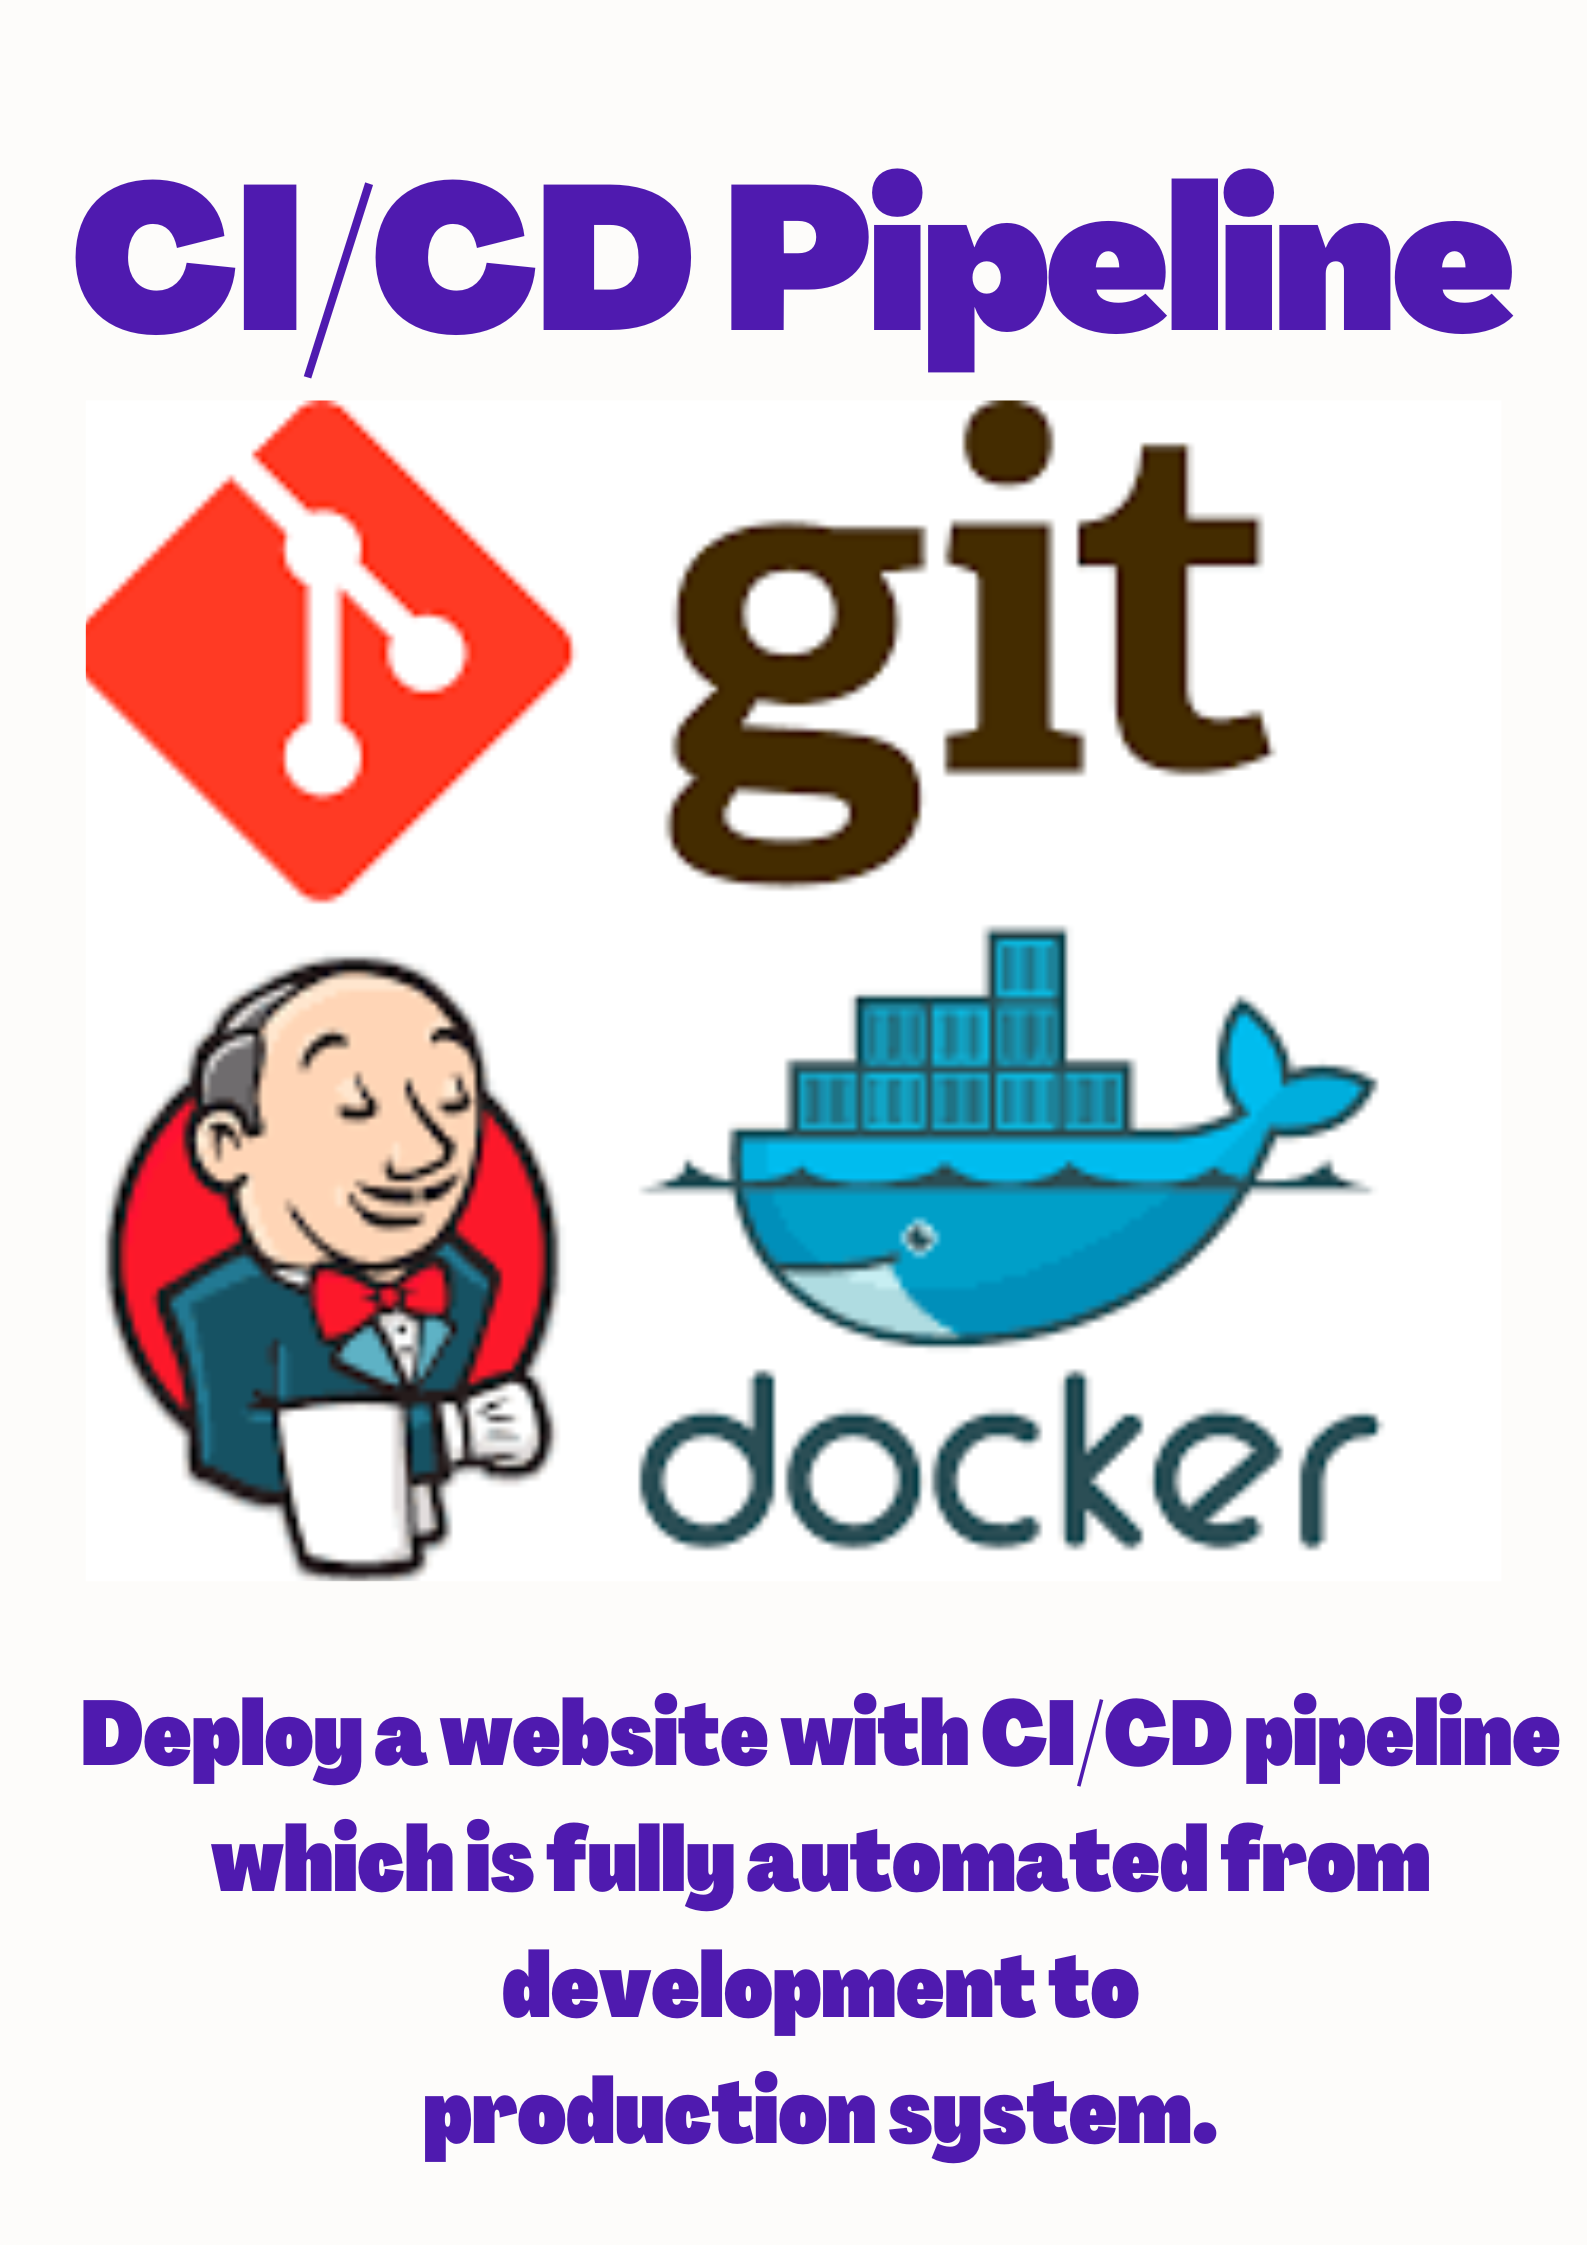 CI/CD Pipeline
git
docker
Deploy a website with CI/CD pipeline
which is fully automated from
development to
production system.